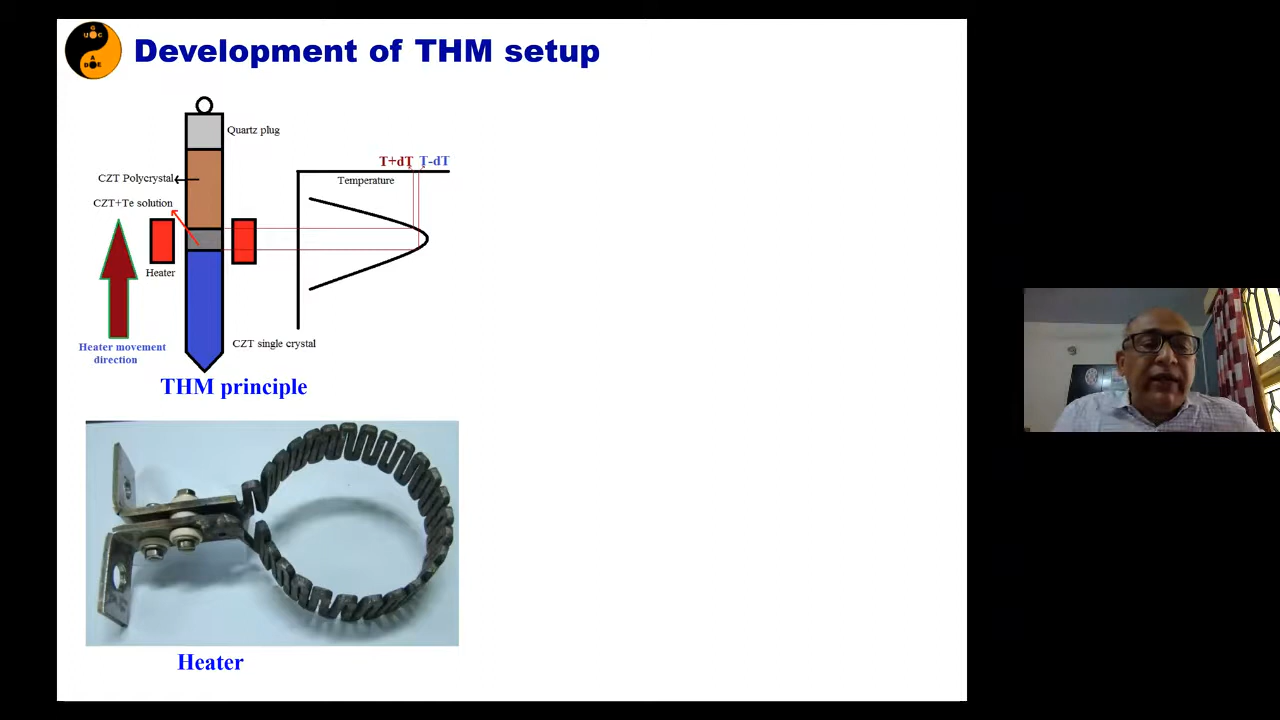 G
U C
A
D E
Development of THM setup
Quartz plug
CZT Polycrystal
CZT+Te solution
Heater
Heater movement
direction
CZT single crystal
T+dT T-dT
Temperature
THM principle
Heater